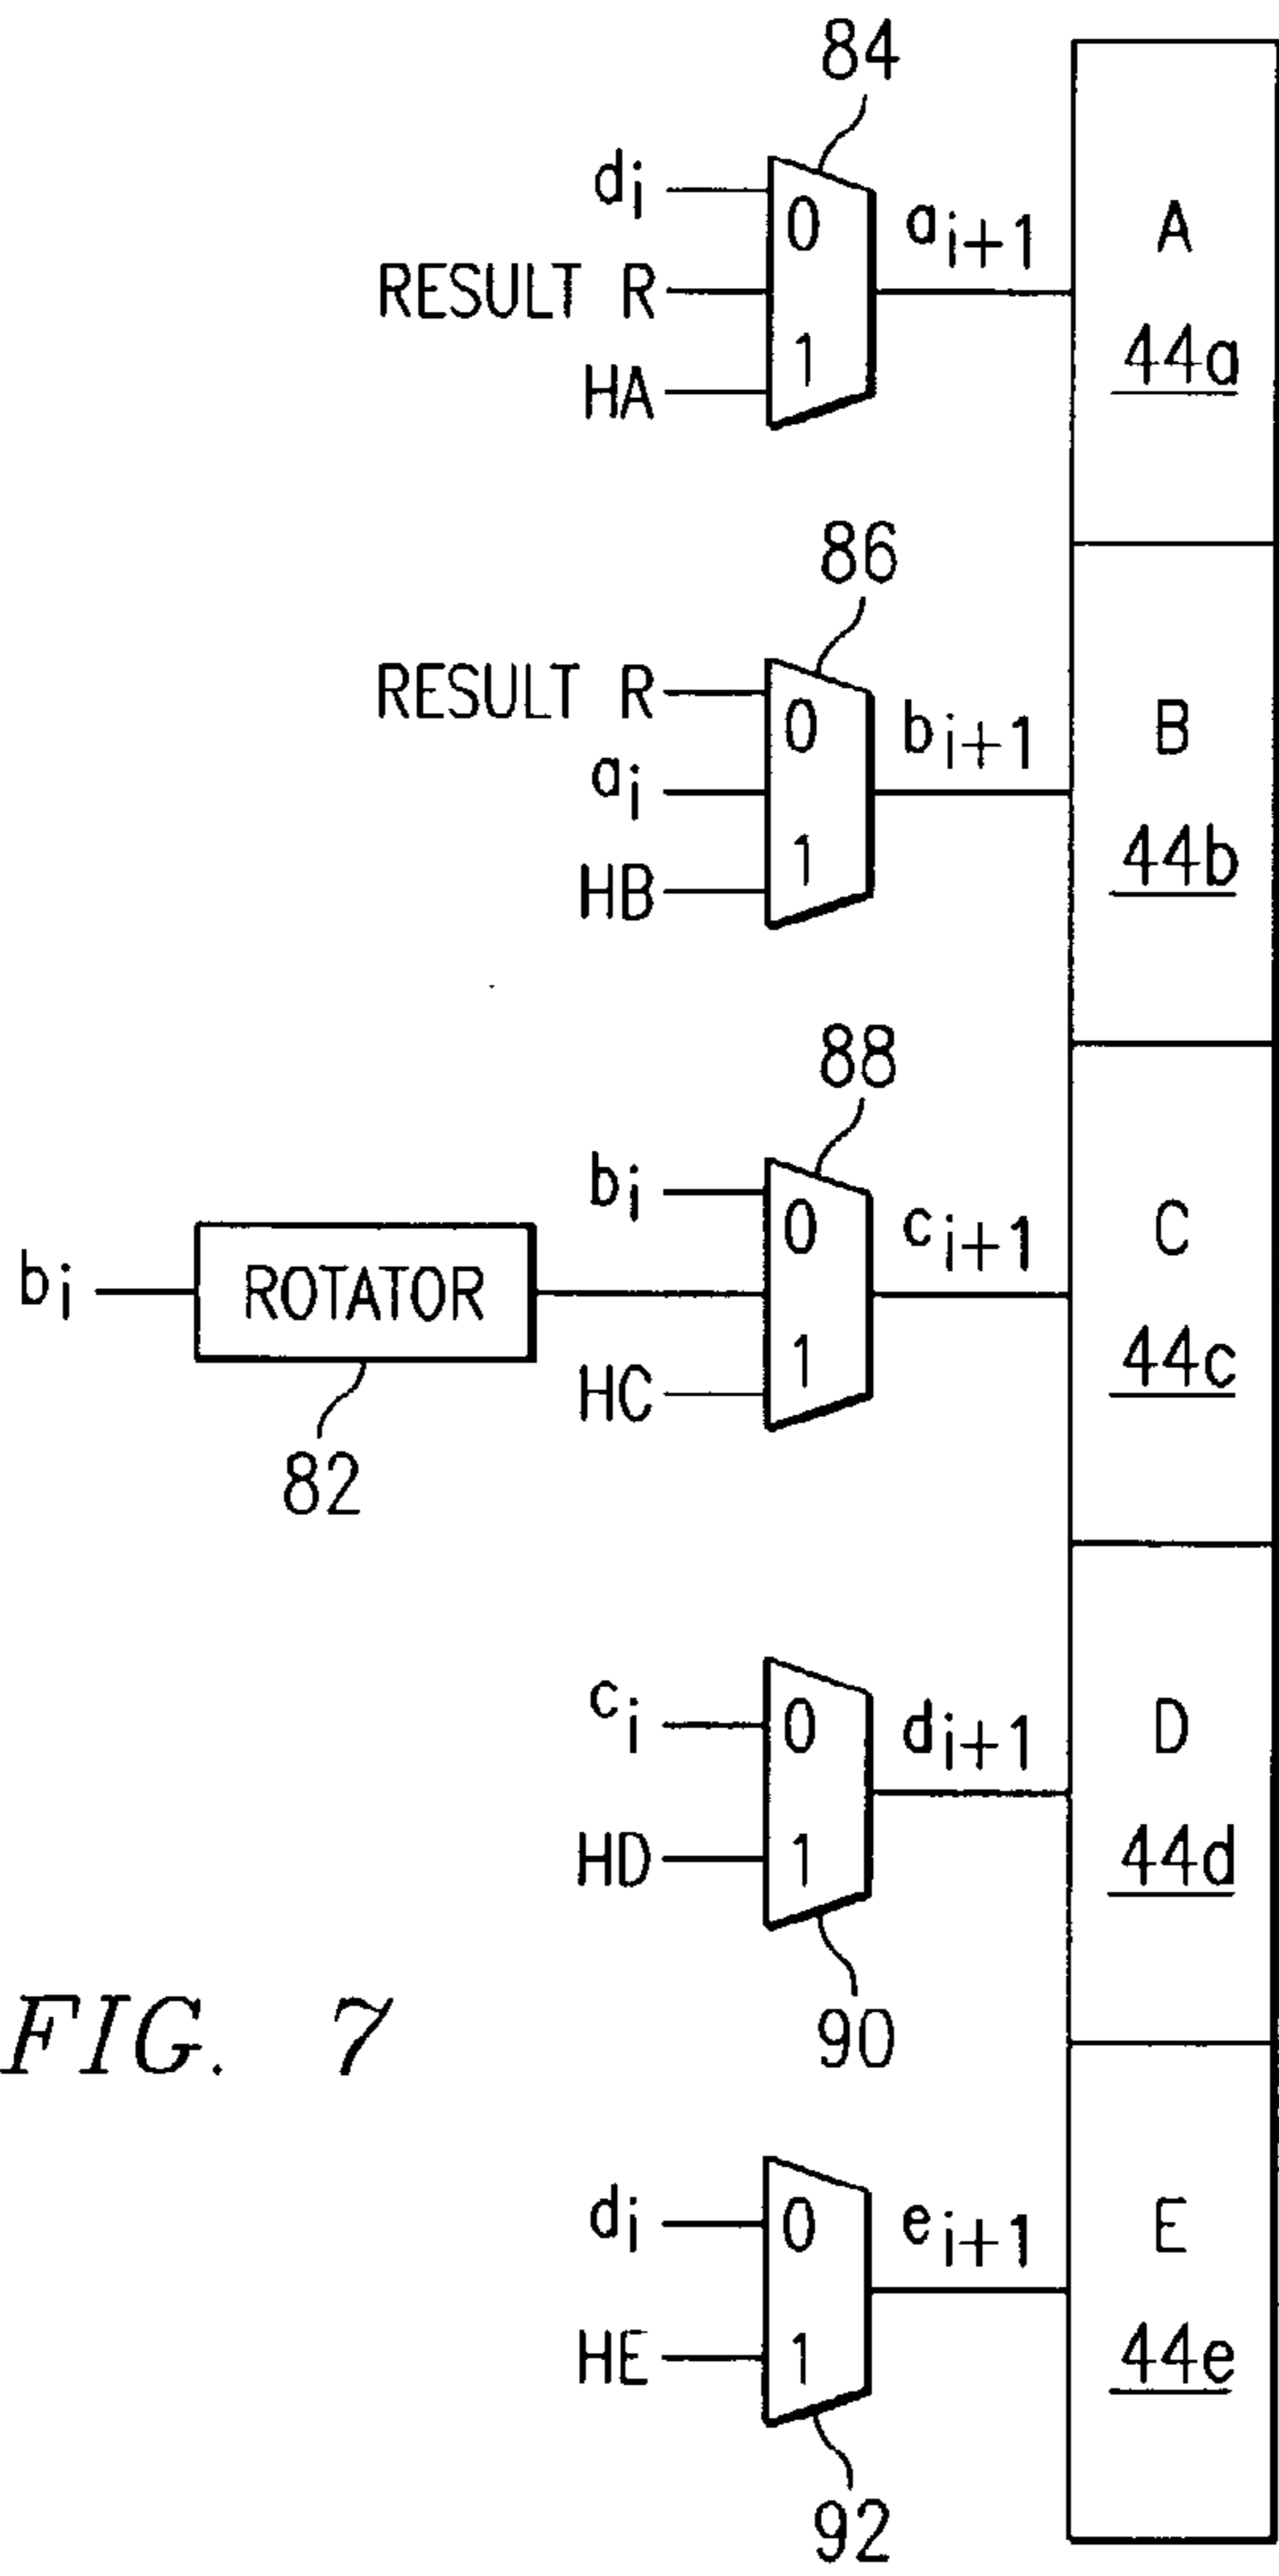 84
di
0
ai+1
A
RESULT R
1
HA
44a
86
RESULT R
0
bi+1
B
ai
1
HB
44b
88
bi
0
ci+1
C
bi
ROTATOR
1
HC
44c
82
ci
0
di+1
D
HD
1
44d
90
FIG. 7
di
0
ei+1
E
HE
1
44e
92